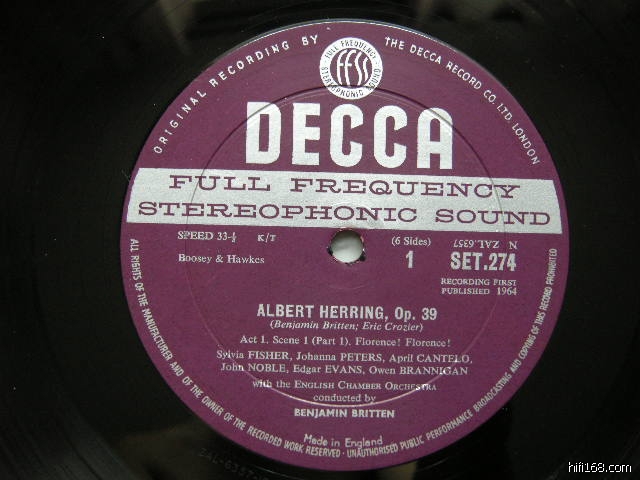 ORIGINAL RECORDING BY THE DECCA RECORD CO. LTD. LONDON
FULL FREQUENCY
ffss
STEREOPHONIC SOUND
DECCA
FULL FREQUENCY
STEREOPHONIC SOUND
SPEED 33-⅓ K/T (6 Sides) N ZAL.6357
Boosey & Hawkes 1 SET.274
RECORDING FIRST
PUBLISHED 1964
ALBERT HERRING, Op. 39
(Benjamin Britten; Eric Crozier)
Act 1. Scene 1 (Part 1). Florence! Florence!
Sylvia FISHER, Johanna PETERS, April CANTELO,
John NOBLE, Edgar EVANS, Owen BRANNIGAN
with the ENGLISH CHAMBER ORCHESTRA
conducted by
BENJAMIN BRITTEN
Made in England
ALL RIGHTS OF THE MANUFACTURER AND OF THE OWNER OF THE RECORDED WORK RESERVED · UNAUTHORISED PUBLIC PERFORMANCE BROADCASTING AND COPYING OF THIS RECORD PROHIBITED
hifi168.com